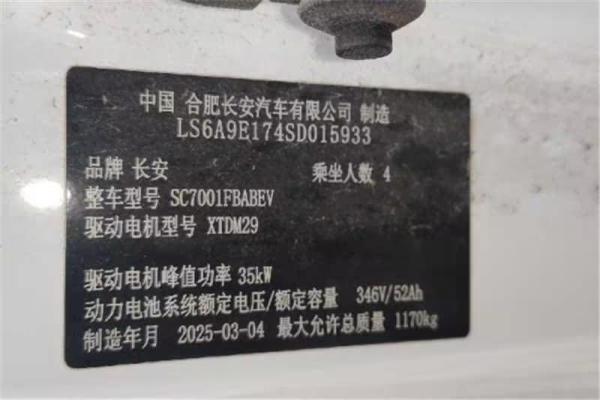 中国 合肥长安汽车有限公司 制造
LS6A9E174SD015933
品牌 长安 乘坐人数 4
整车型号 SC7001FBABEV
驱动电机型号 XTDM29
驱动电机峰值功率 35kW
动力电池系统额定电压/额定容量 346V/52Ah
制造年月 2025-03-04 最大允许总质量 1170kg